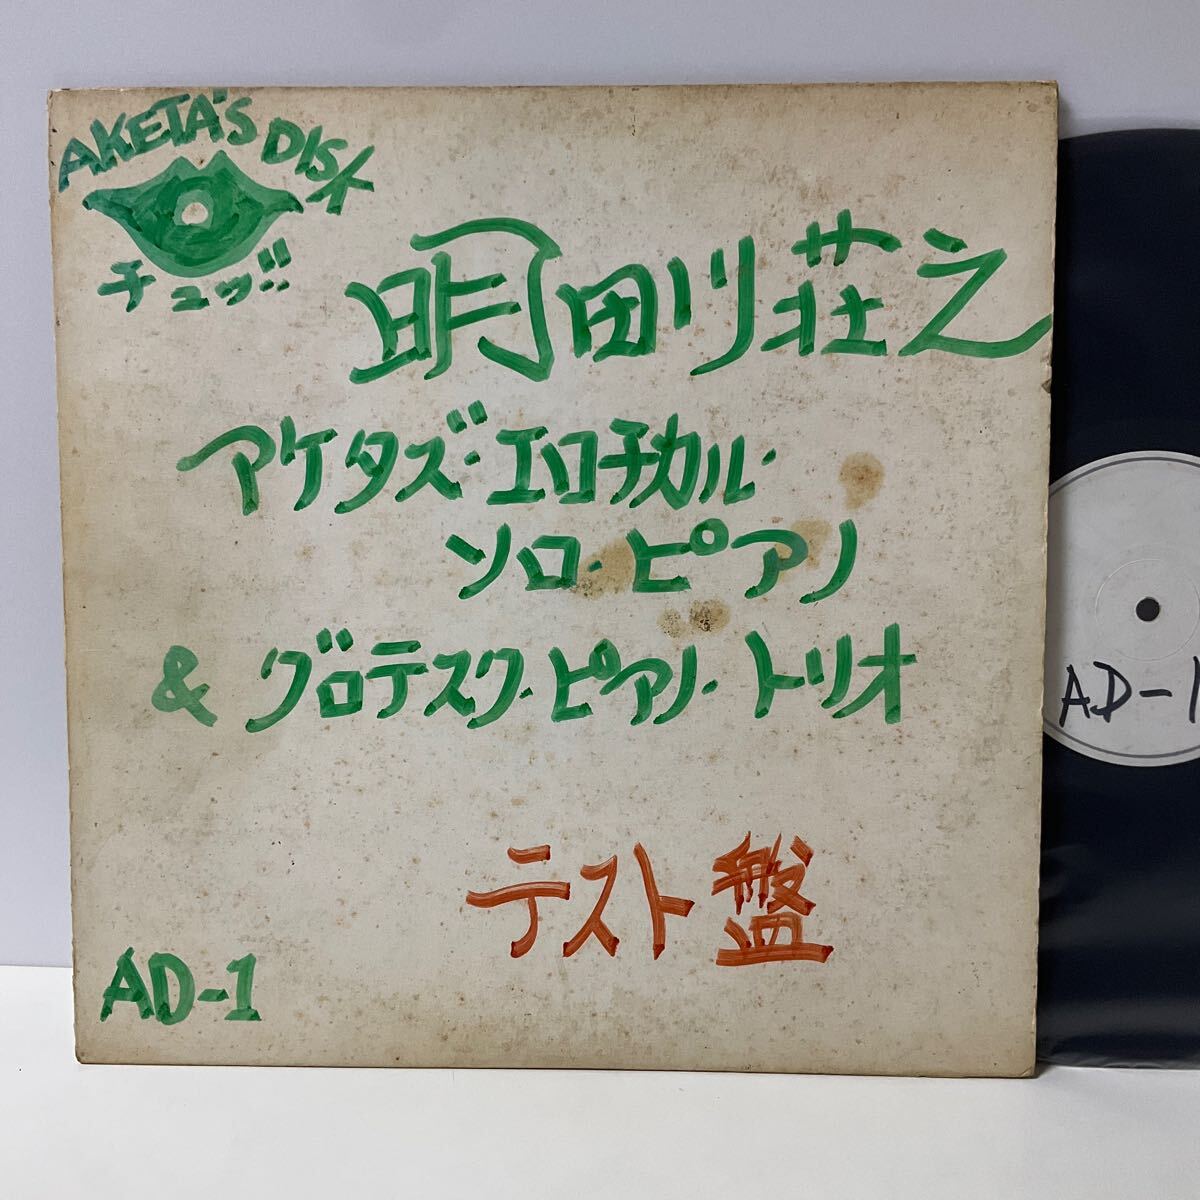 AKETA'S DISK
チュッ!!
明田川荘之
アケタズ・エロチカル・
ソロ・ピアノ
& グロテスク・ピアノ・トリオ
テスト盤
AD-1
AD-1